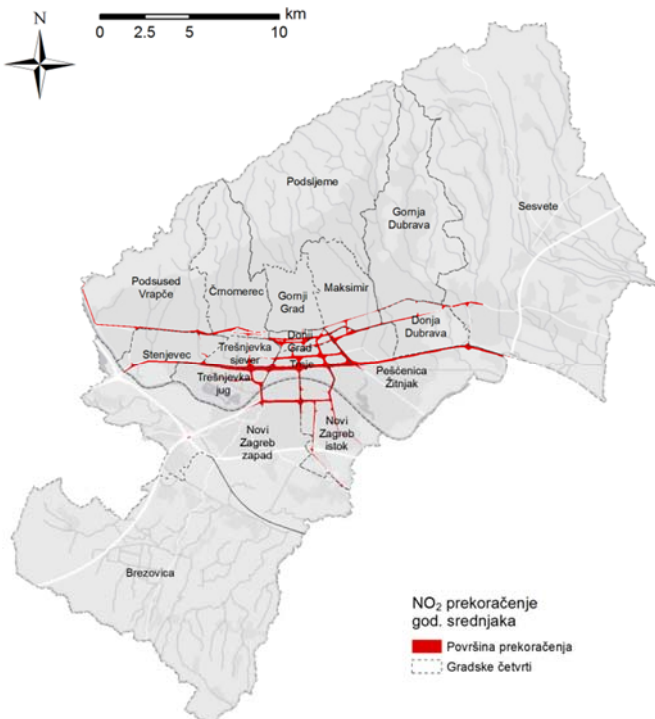 N
km
0 2.5 5 10
Podsljeme
Sesvete
Gornja
Dubrava
Podsused
Vrapče
Črnomerec
Gornji
Grad
Maksimir
Donja
Dubrava
Donji
Grad
Trešnjevka
sjever
Stenjevec
Trnje
Trešnjevka
jug
Pešćenica
Žitnjak
Novi
Zagreb
zapad
Novi
Zagreb
istok
Brezovica
NO₂ prekoračenje
god. srednjaka
Površina prekoračenja
Gradske četvrti